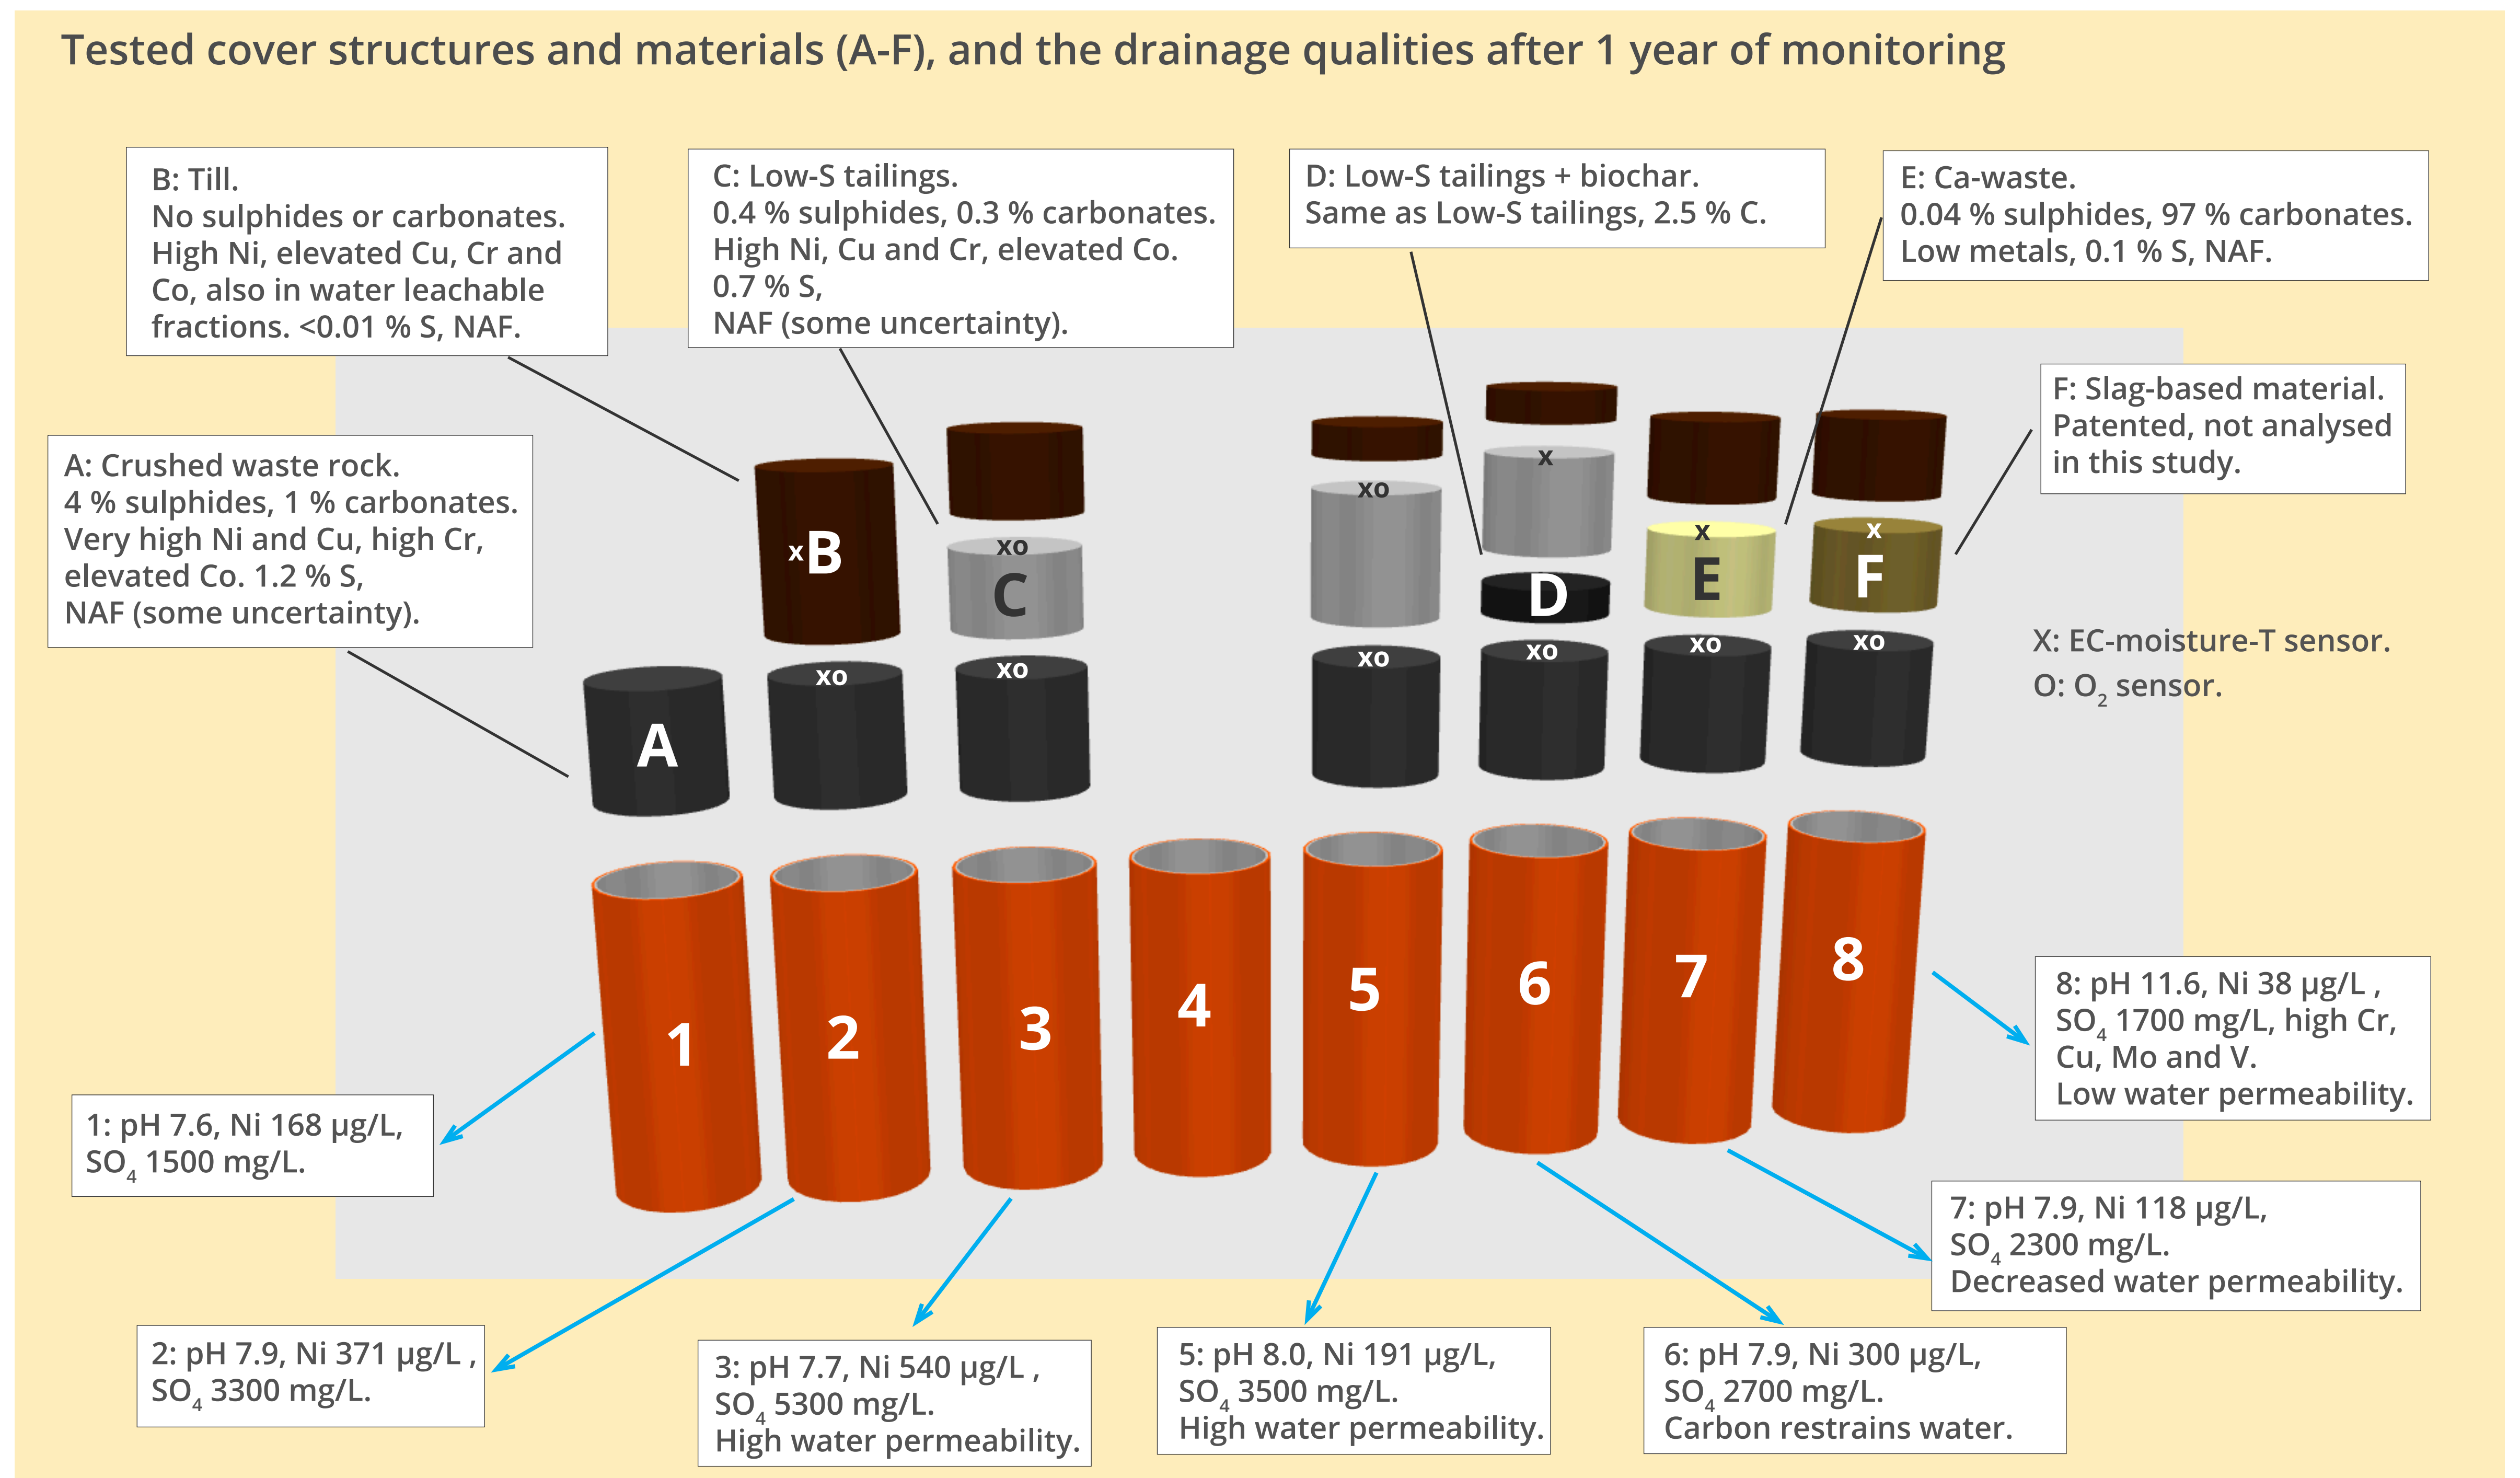 Tested cover structures and materials (A-F), and the drainage qualities after 1 year of monitoring
B: Till.
No sulphides or carbonates.
High Ni, elevated Cu, Cr and
Co, also in water leachable
fractions. <0.01 % S, NAF.
C: Low-S tailings.
0.4 % sulphides, 0.3 % carbonates.
High Ni, Cu and Cr, elevated Co.
0.7 % S,
NAF (some uncertainty).
D: Low-S tailings + biochar.
Same as Low-S tailings, 2.5 % C.
E: Ca-waste.
0.04 % sulphides, 97 % carbonates.
Low metals, 0.1 % S, NAF.
F: Slag-based material.
Patented, not analysed
in this study.
A: Crushed waste rock.
4 % sulphides, 1 % carbonates.
Very high Ni and Cu, high Cr,
elevated Co. 1.2 % S,
NAF (some uncertainty).
x
xo
xo
x
x
xB
C
D
E
F
X: EC-moisture-T sensor.
O: O2 sensor.
xo
xo
xo
xo
xo
xo
A
1
2
3
4
5
6
7
8
8: pH 11.6, Ni 38 µg/L ,
SO4 1700 mg/L, high Cr,
Cu, Mo and V.
Low water permeability.
1: pH 7.6, Ni 168 µg/L,
SO4 1500 mg/L.
7: pH 7.9, Ni 118 µg/L,
SO4 2300 mg/L.
Decreased water permeability.
2: pH 7.9, Ni 371 µg/L ,
SO4 3300 mg/L.
3: pH 7.7, Ni 540 µg/L ,
SO4 5300 mg/L.
High water permeability.
5: pH 8.0, Ni 191 µg/L,
SO4 3500 mg/L.
High water permeability.
6: pH 7.9, Ni 300 µg/L,
SO4 2700 mg/L.
Carbon restrains water.